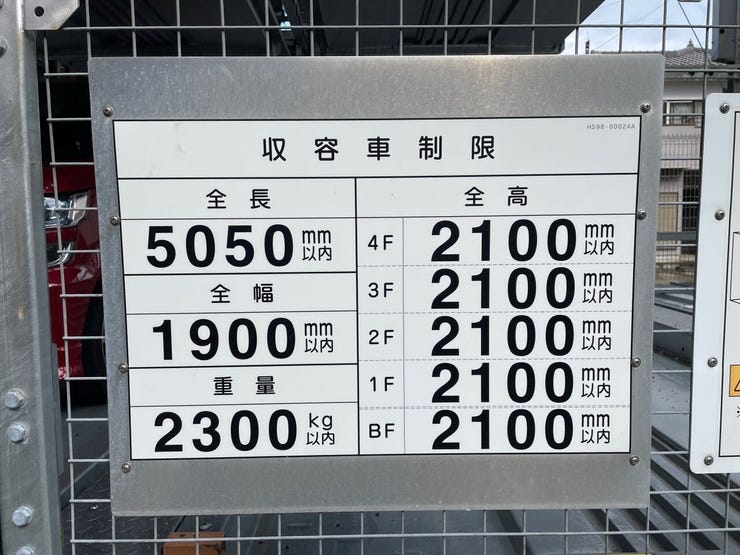 HS98-00024A
収容車制限
全長
5050mm以内
全幅
1900mm以内
重量
2300kg以内
全高
4F 2100mm以内
3F 2100mm以内
2F 2100mm以内
1F 2100mm以内
BF 2100mm以内